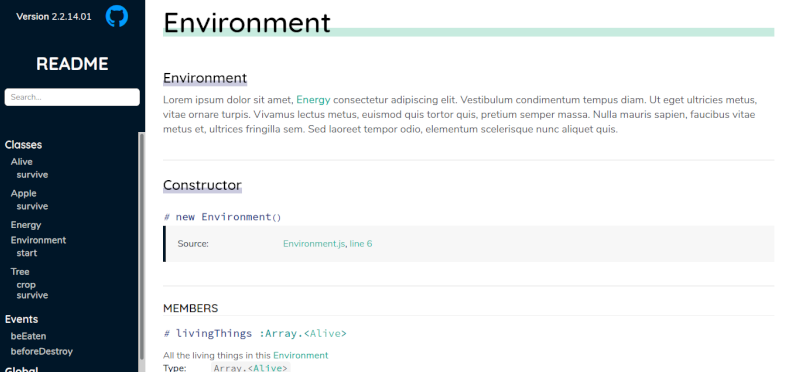 Version 2.2.14.01
README
Search...
Classes
Alive
survive
Apple
survive
Energy
Environment
start
Tree
crop
survive
Events
beEaten
beforeDestroy
Global
Environment
Environment
Lorem ipsum dolor sit amet, Energy consectetur adipiscing elit. Vestibulum condimentum tempus diam. Ut eget ultricies metus,
vitae ornare turpis. Vivamus lectus metus, euismod quis tortor quis, pretium semper massa. Nulla mauris sapien, faucibus vitae
metus et, ultrices fringilla sem. Sed laoreet tempor odio, elementum scelerisque nunc aliquet quis.
Constructor
# new Environment()
Source: Environment.js, line 6
MEMBERS
# livingThings :Array.<Alive>
All the living things in this Environment
Type: Array.<Alive>